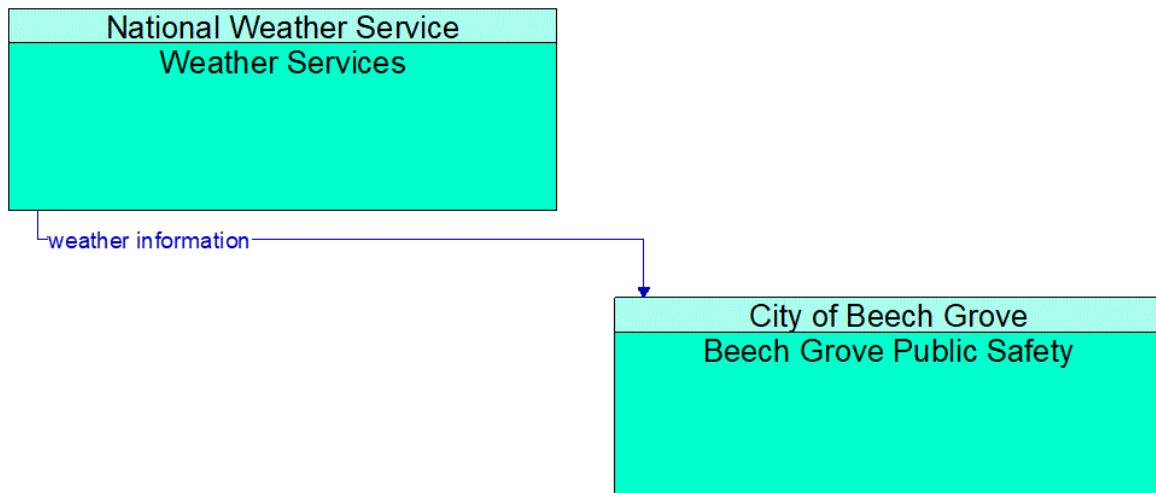 National Weather Service
Weather Services
weather information
City of Beech Grove
Beech Grove Public Safety